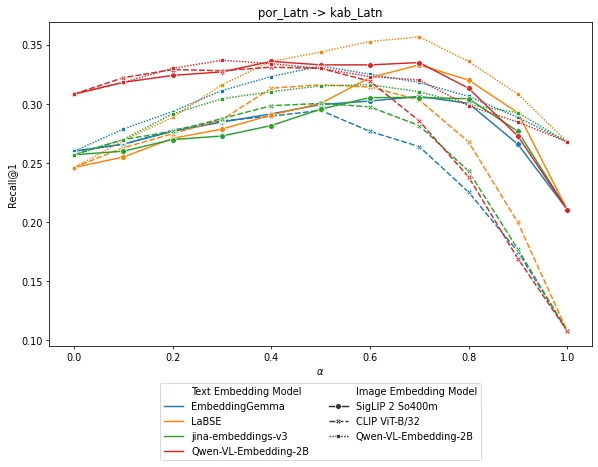 por_Latn -> kab_Latn
Recall@1
0.35
0.30
0.25
0.20
0.15
0.10
0.0 0.2 0.4 0.6 0.8 1.0
α
Text Embedding Model
EmbeddingGemma
LaBSE
jina-embeddings-v3
Qwen-VL-Embedding-2B
Image Embedding Model
SigLIP 2 So400m
CLIP ViT-B/32
Qwen-VL-Embedding-2B